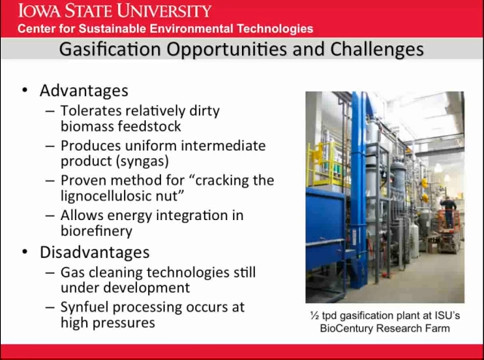 IOWA STATE UNIVERSITY
Center for Sustainable Environmental Technologies
Gasification Opportunities and Challenges
• Advantages
– Tolerates relatively dirty
biomass feedstock
– Produces uniform intermediate
product (syngas)
– Proven method for “cracking the
lignocellulosic nut”
– Allows energy integration in
biorefinery
• Disadvantages
– Gas cleaning technologies still
under development
– Synfuel processing occurs at
high pressures
½ tpd gasification plant at ISU’s
BioCentury Research Farm